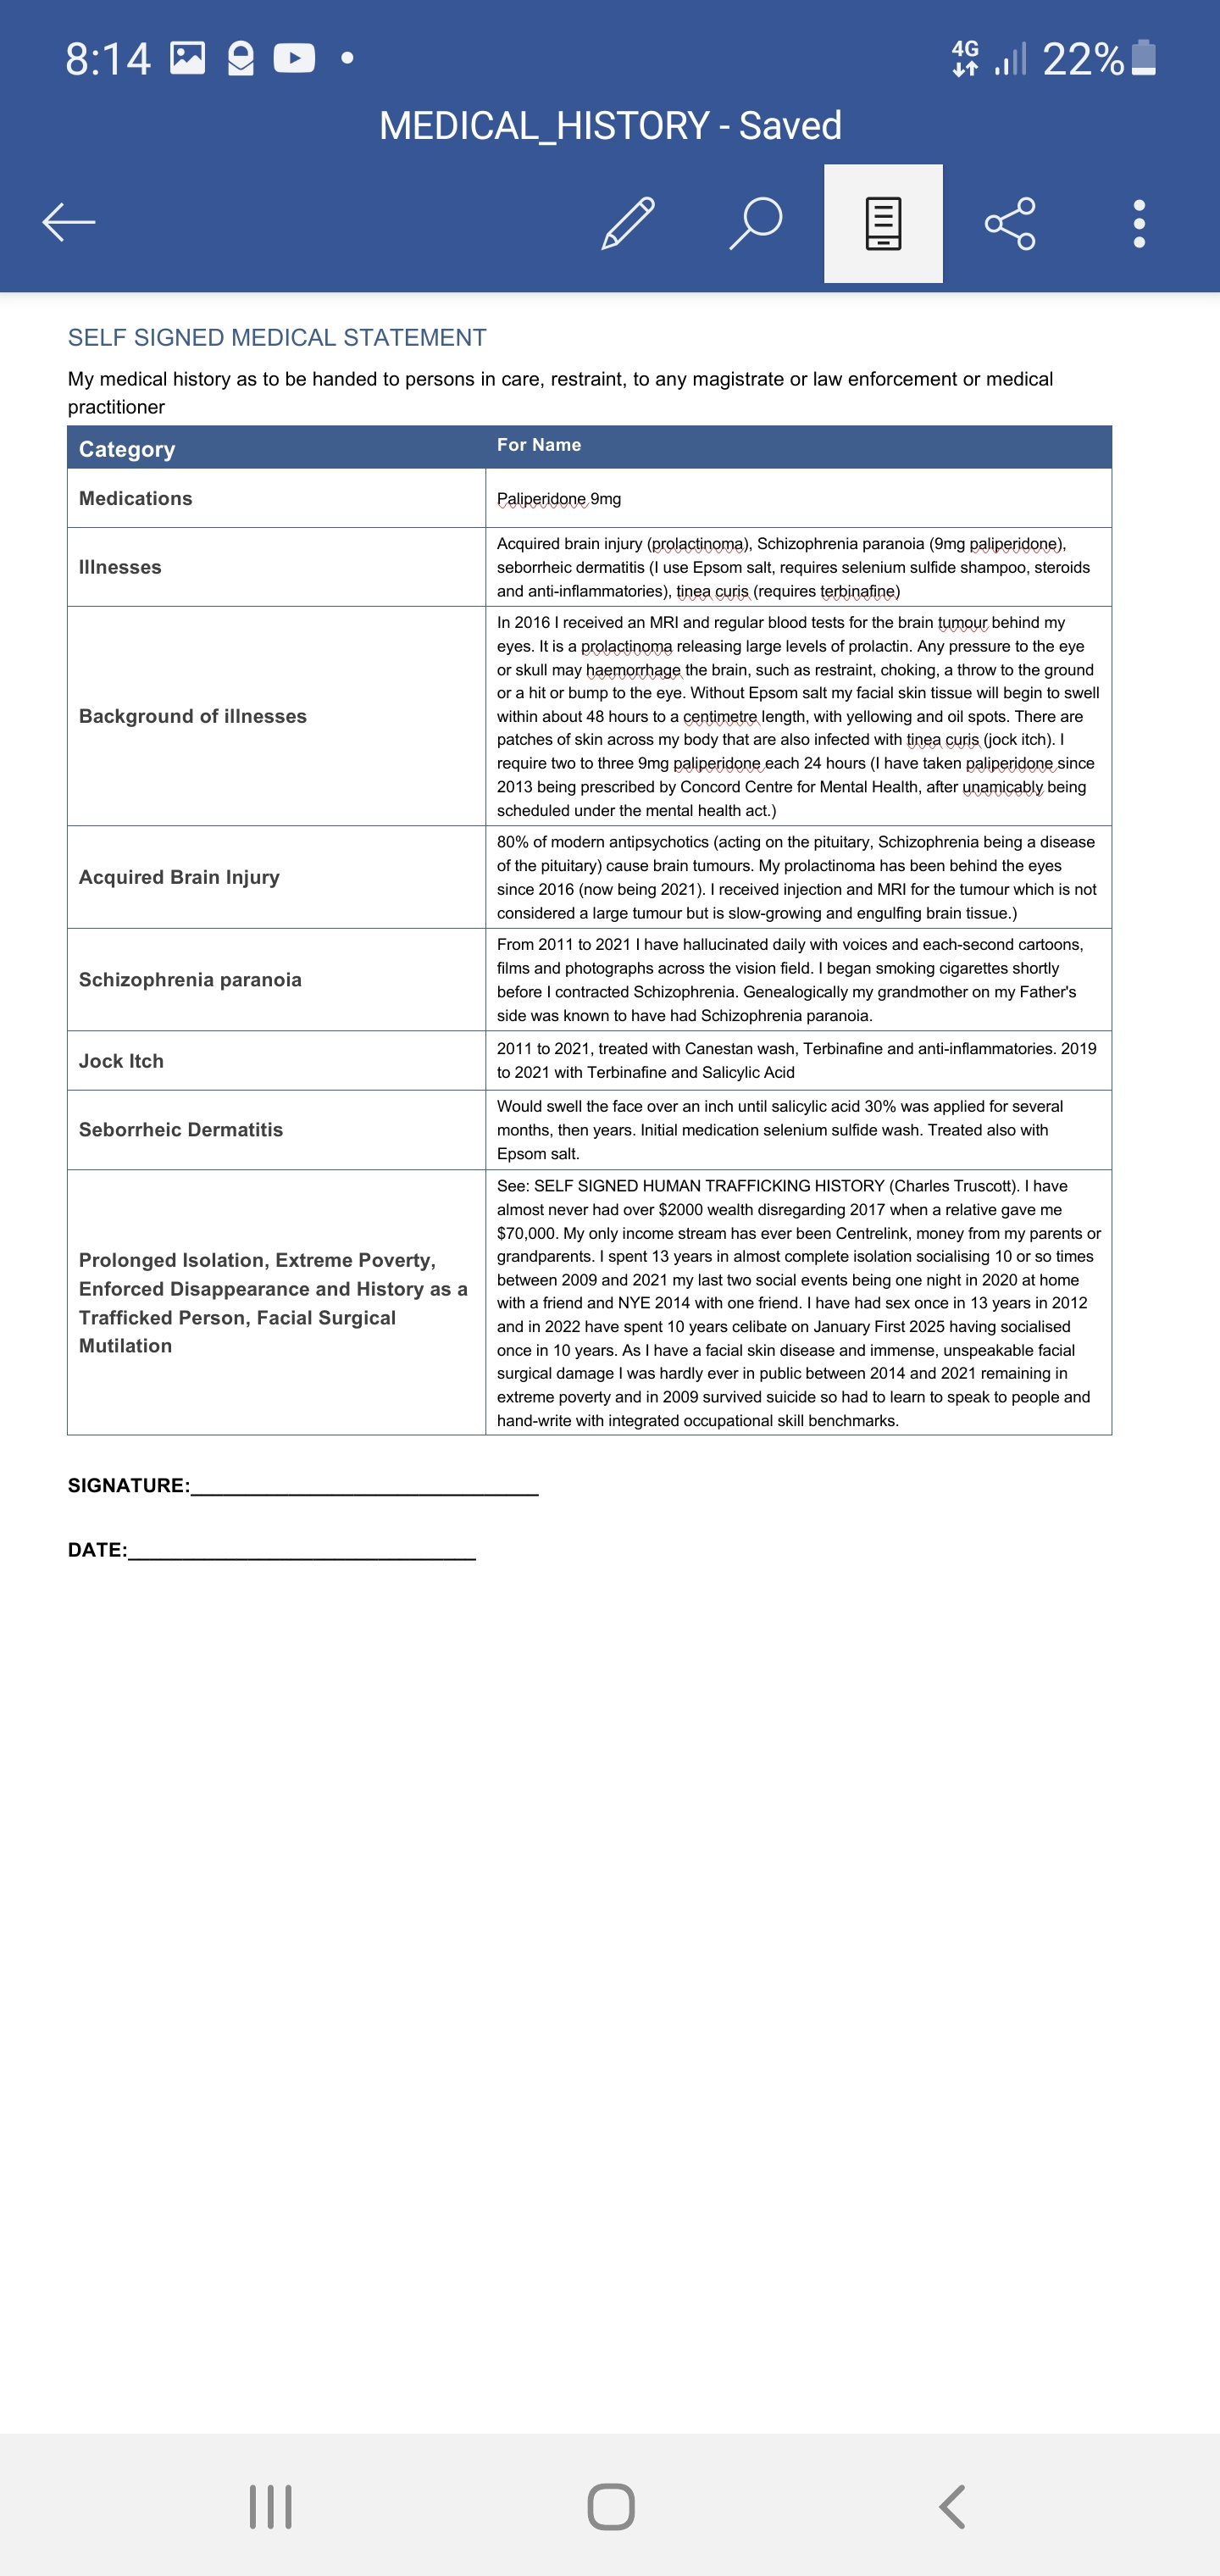 8:14
4G
22%
MEDICAL_HISTORY - Saved
SELF SIGNED MEDICAL STATEMENT
My medical history as to be handed to persons in care, restraint, to any magistrate or law enforcement or medical
practitioner
Category
For Name
Medications
Paliperidone 9mg
Illnesses
Acquired brain injury (prolactinoma), Schizophrenia paranoia (9mg paliperidone),
seborrheic dermatitis (I use Epsom salt, requires selenium sulfide shampoo, steroids
and anti-inflammatories), tinea curis (requires terbinafine)
Background of illnesses
In 2016 I received an MRI and regular blood tests for the brain tumour behind my
eyes. It is a prolactinoma releasing large levels of prolactin. Any pressure to the eye
or skull may haemorrhage the brain, such as restraint, choking, a throw to the ground
or a hit or bump to the eye. Without Epsom salt my facial skin tissue will begin to swell
within about 48 hours to a centimetre length, with yellowing and oil spots. There are
patches of skin across my body that are also infected with tinea curis (jock itch). I
require two to three 9mg paliperidone each 24 hours (I have taken paliperidone since
2013 being prescribed by Concord Centre for Mental Health, after unamicably being
scheduled under the mental health act.)
Acquired Brain Injury
80% of modern antipsychotics (acting on the pituitary, Schizophrenia being a disease
of the pituitary) cause brain tumours. My prolactinoma has been behind the eyes
since 2016 (now being 2021). I received injection and MRI for the tumour which is not
considered a large tumour but is slow-growing and engulfing brain tissue.)
Schizophrenia paranoia
From 2011 to 2021 I have hallucinated daily with voices and each-second cartoons,
films and photographs across the vision field. I began smoking cigarettes shortly
before I contracted Schizophrenia. Genealogically my grandmother on my Father's
side was known to have had Schizophrenia paranoia.
Jock Itch
2011 to 2021, treated with Canestan wash, Terbinafine and anti-inflammatories. 2019
to 2021 with Terbinafine and Salicylic Acid
Seborrheic Dermatitis
Would swell the face over an inch until salicylic acid 30% was applied for several
months, then years. Initial medication selenium sulfide wash. Treated also with
Epsom salt.
Prolonged Isolation, Extreme Poverty,
Enforced Disappearance and History as a
Trafficked Person, Facial Surgical
Mutilation
See: SELF SIGNED HUMAN TRAFFICKING HISTORY (Charles Truscott). I have
almost never had over $2000 wealth disregarding 2017 when a relative gave me
$70,000. My only income stream has ever been Centrelink, money from my parents or
grandparents. I spent 13 years in almost complete isolation socialising 10 or so times
between 2009 and 2021 my last two social events being one night in 2020 at home
with a friend and NYE 2014 with one friend. I have had sex once in 13 years in 2012
and in 2022 have spent 10 years celibate on January First 2025 having socialised
once in 10 years. As I have a facial skin disease and immense, unspeakable facial
surgical damage I was hardly ever in public between 2014 and 2021 remaining in
extreme poverty and in 2009 survived suicide so had to learn to speak to people and
hand-write with integrated occupational skill benchmarks.
SIGNATURE:
DATE: